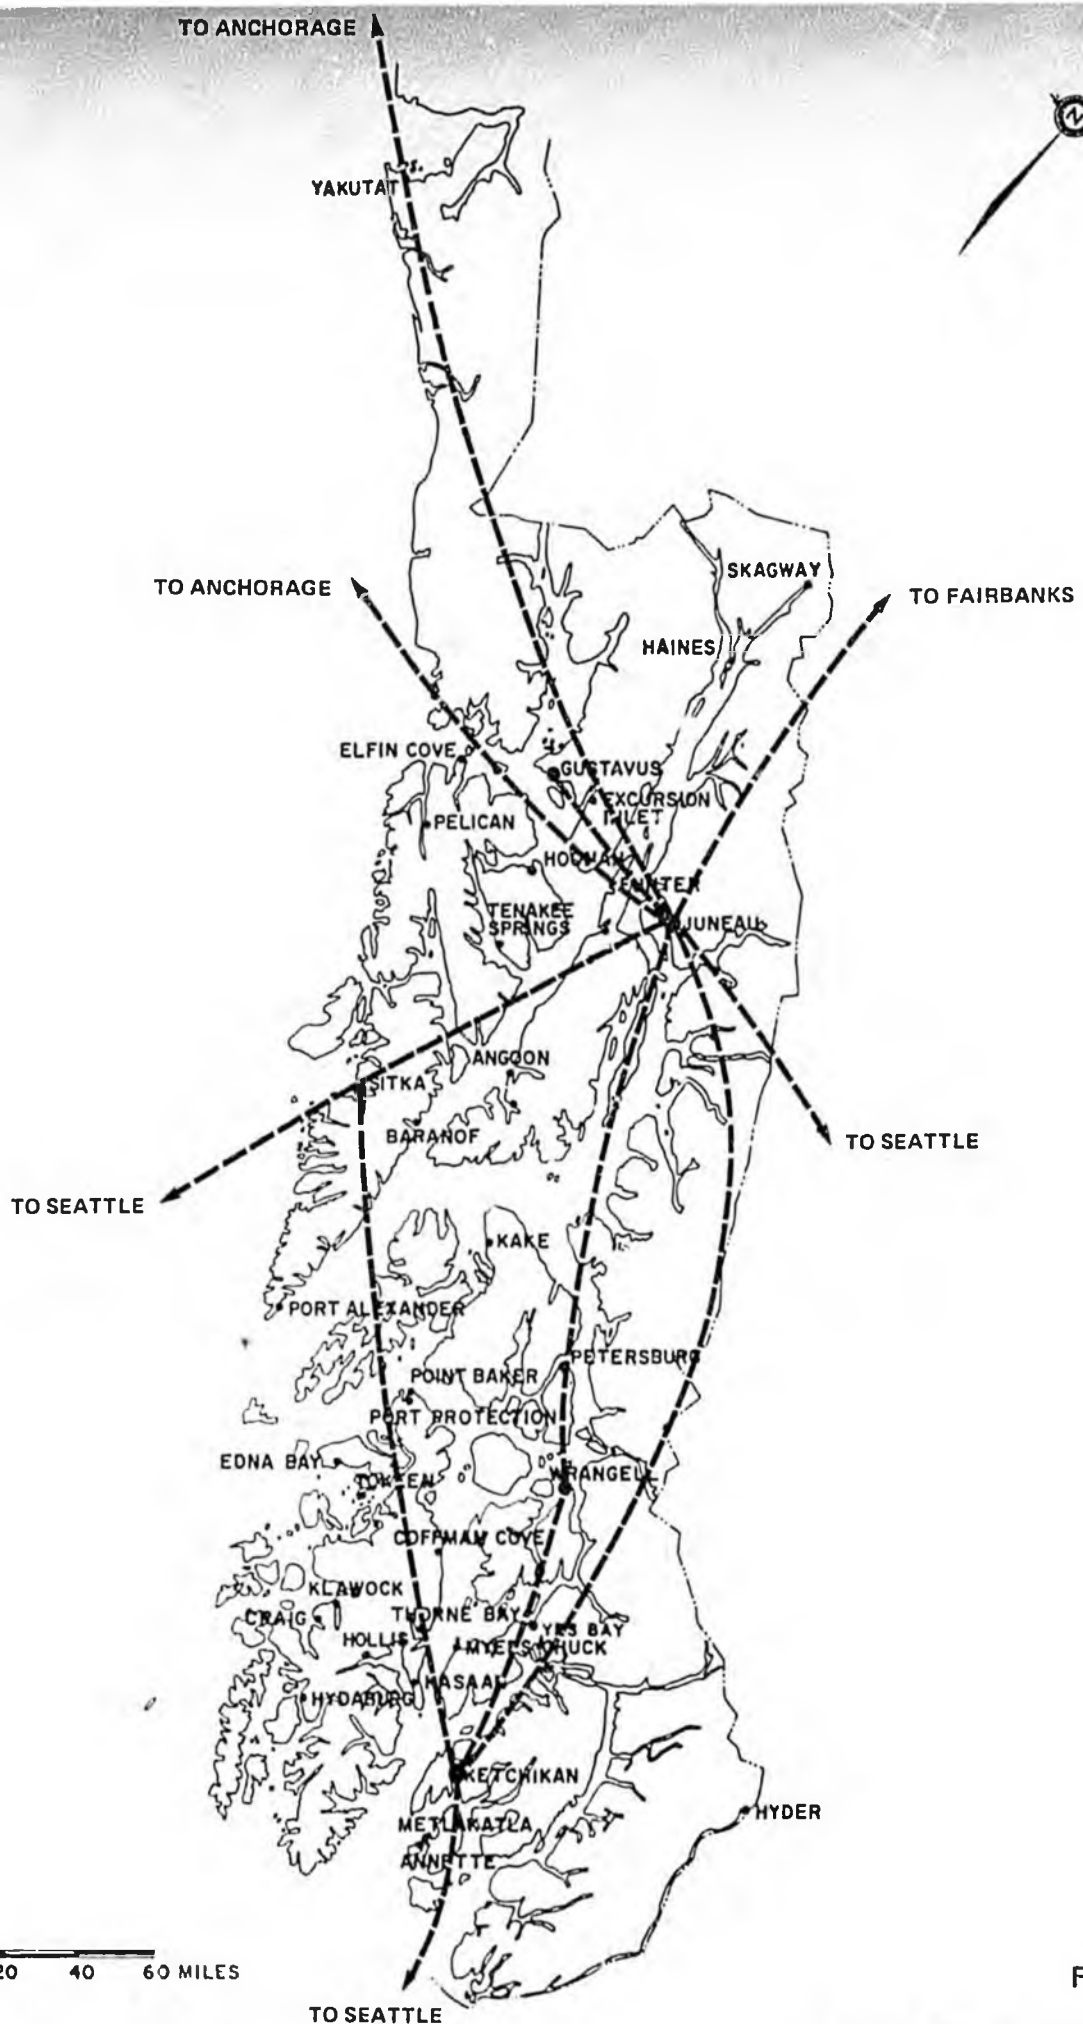 TO ANCHORAGE
N
YAKUTAT
SKAGWAY
TO ANCHORAGE
TO FAIRBANKS
HAINES
ELFIN COVE
GUSTAVUS
EXCURSION
INLET
PELICAN
HOONAH
FUNTER
TENAKEE
SPRINGS
JUNEAU
ANGOON
SITKA
BARANOF
TO SEATTLE
TO SEATTLE
KAKE
PORT ALEXANDER
PETERSBURG
POINT BAKER
PORT PROTECTION
EDNA BAY
TOKEEN
WRANGELL
COFFMAN COVE
KLAWOCK
CRAIG
THORNE BAY
YES BAY
HOLLIS
MYERS CHUCK
KASAAN
HYDABURG
KETCHIKAN
METLAKATLA
HYDER
ANNETTE
20 40 60 MILES
F
TO SEATTLE